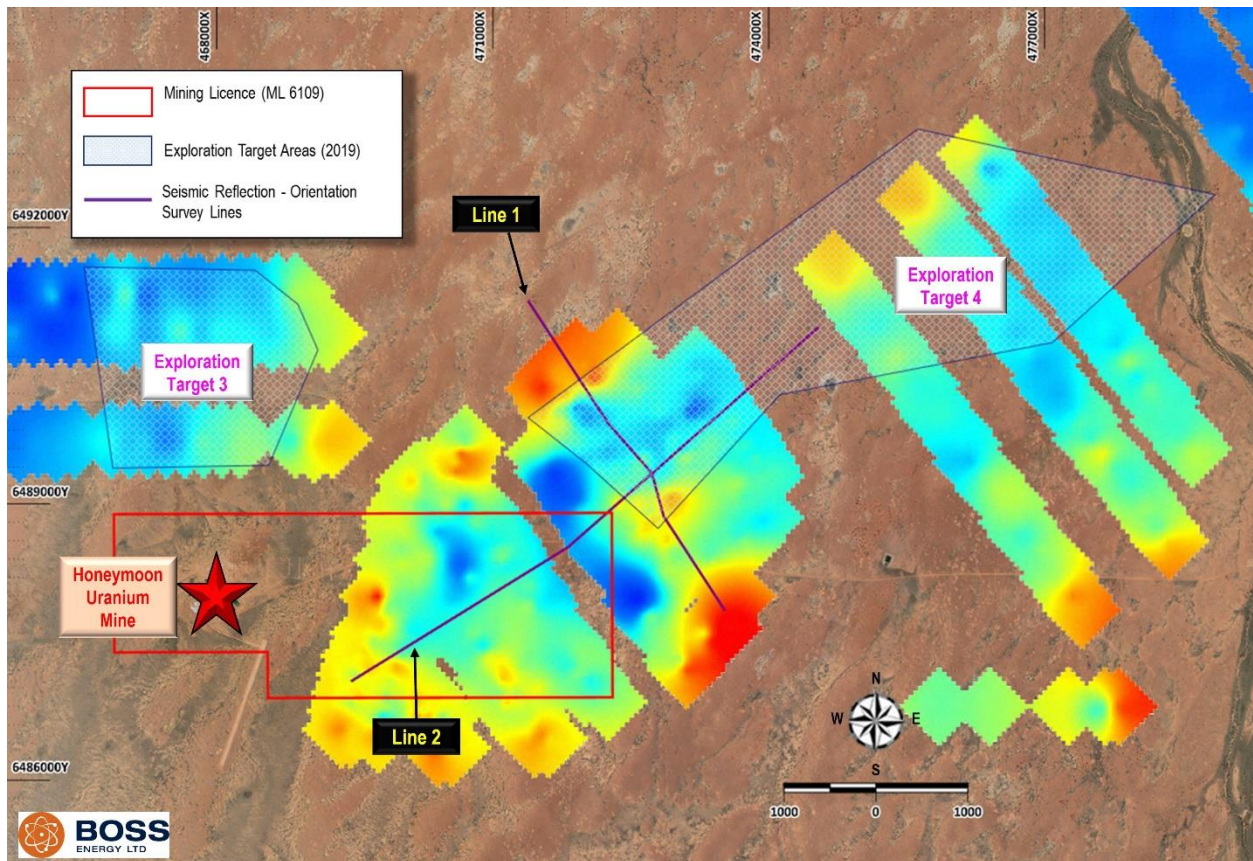 468000X
471000X
474000X
477000X
Mining Licence (ML 6109)
Exploration Target Areas (2019)
Seismic Reflection - Orientation
Survey Lines
6492000Y
Line 1
Exploration
Target 4
Exploration
Target 3
6489000Y
Honeymoon
Uranium
Mine
Line 2
N
W
E
S
6486000Y
1000
0
1000
BOSS
ENERGY LTD